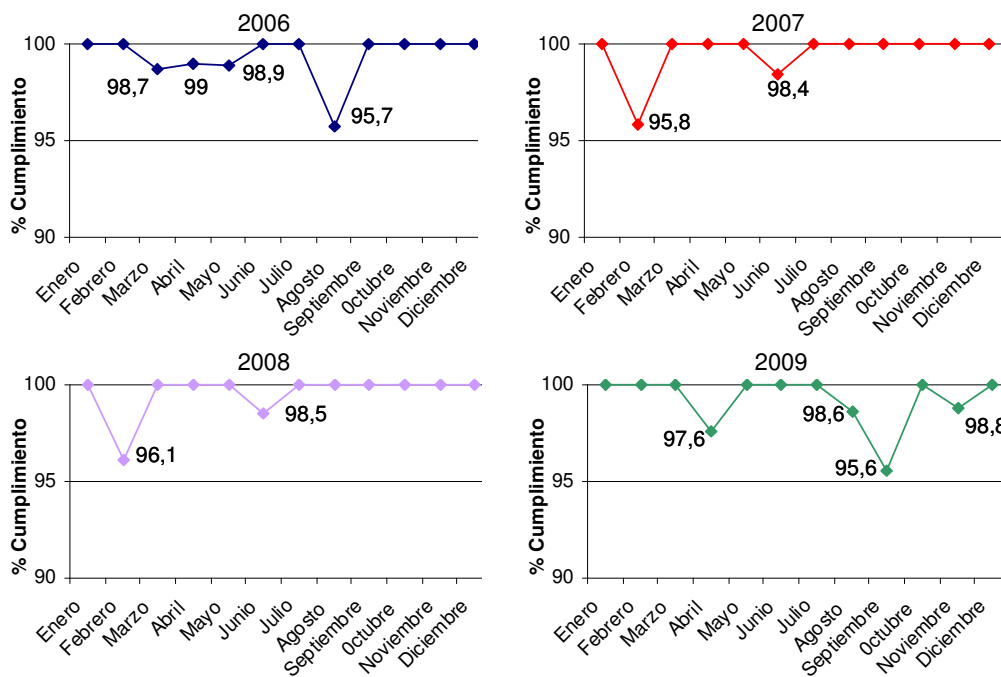 2006
% Cumplimiento
100
95
90
98,7
99
98,9
95,7
Enero
Febrero
Marzo
Abril
Mayo
Junio
Julio
Agosto
Septiembre
0ctubre
Noviembre
Diciembre
2007
% Cumplimiento
100
95
90
95,8
98,4
Enero
Febrero
Marzo
Abril
Mayo
Junio
Julio
Agosto
Septiembre
0ctubre
Noviembre
Diciembre
2008
% Cumplimiento
100
95
90
96,1
98,5
Enero
Febrero
Marzo
Abril
Mayo
Junio
Julio
Agosto
Septiembre
0ctubre
Noviembre
Diciembre
2009
% Cumplimiento
100
95
90
97,6
98,6
95,6
98,8
Enero
Febrero
Marzo
Abril
Mayo
Junio
Julio
Agosto
Septiembre
0ctubre
Noviembre
Diciembre